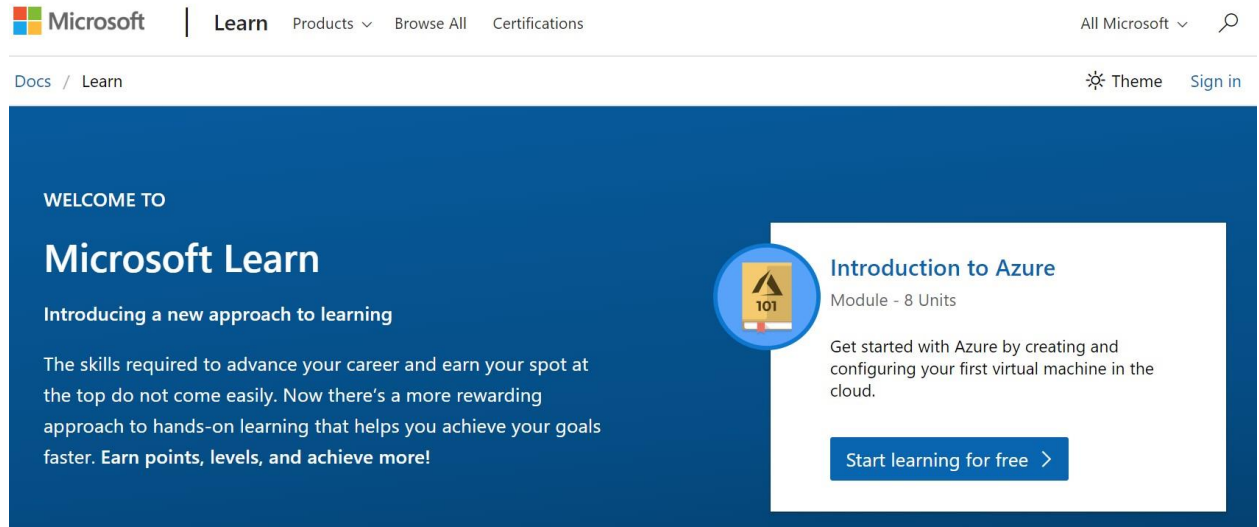 Microsoft | Learn Products Browse All Certifications All Microsoft
Docs / Learn Theme Sign in
WELCOME TO
Microsoft Learn
Introducing a new approach to learning
The skills required to advance your career and earn your spot at
the top do not come easily. Now there's a more rewarding
approach to hands-on learning that helps you achieve your goals
faster. Earn points, levels, and achieve more!
101
Introduction to Azure
Module - 8 Units
Get started with Azure by creating and
configuring your first virtual machine in the
cloud.
Start learning for free